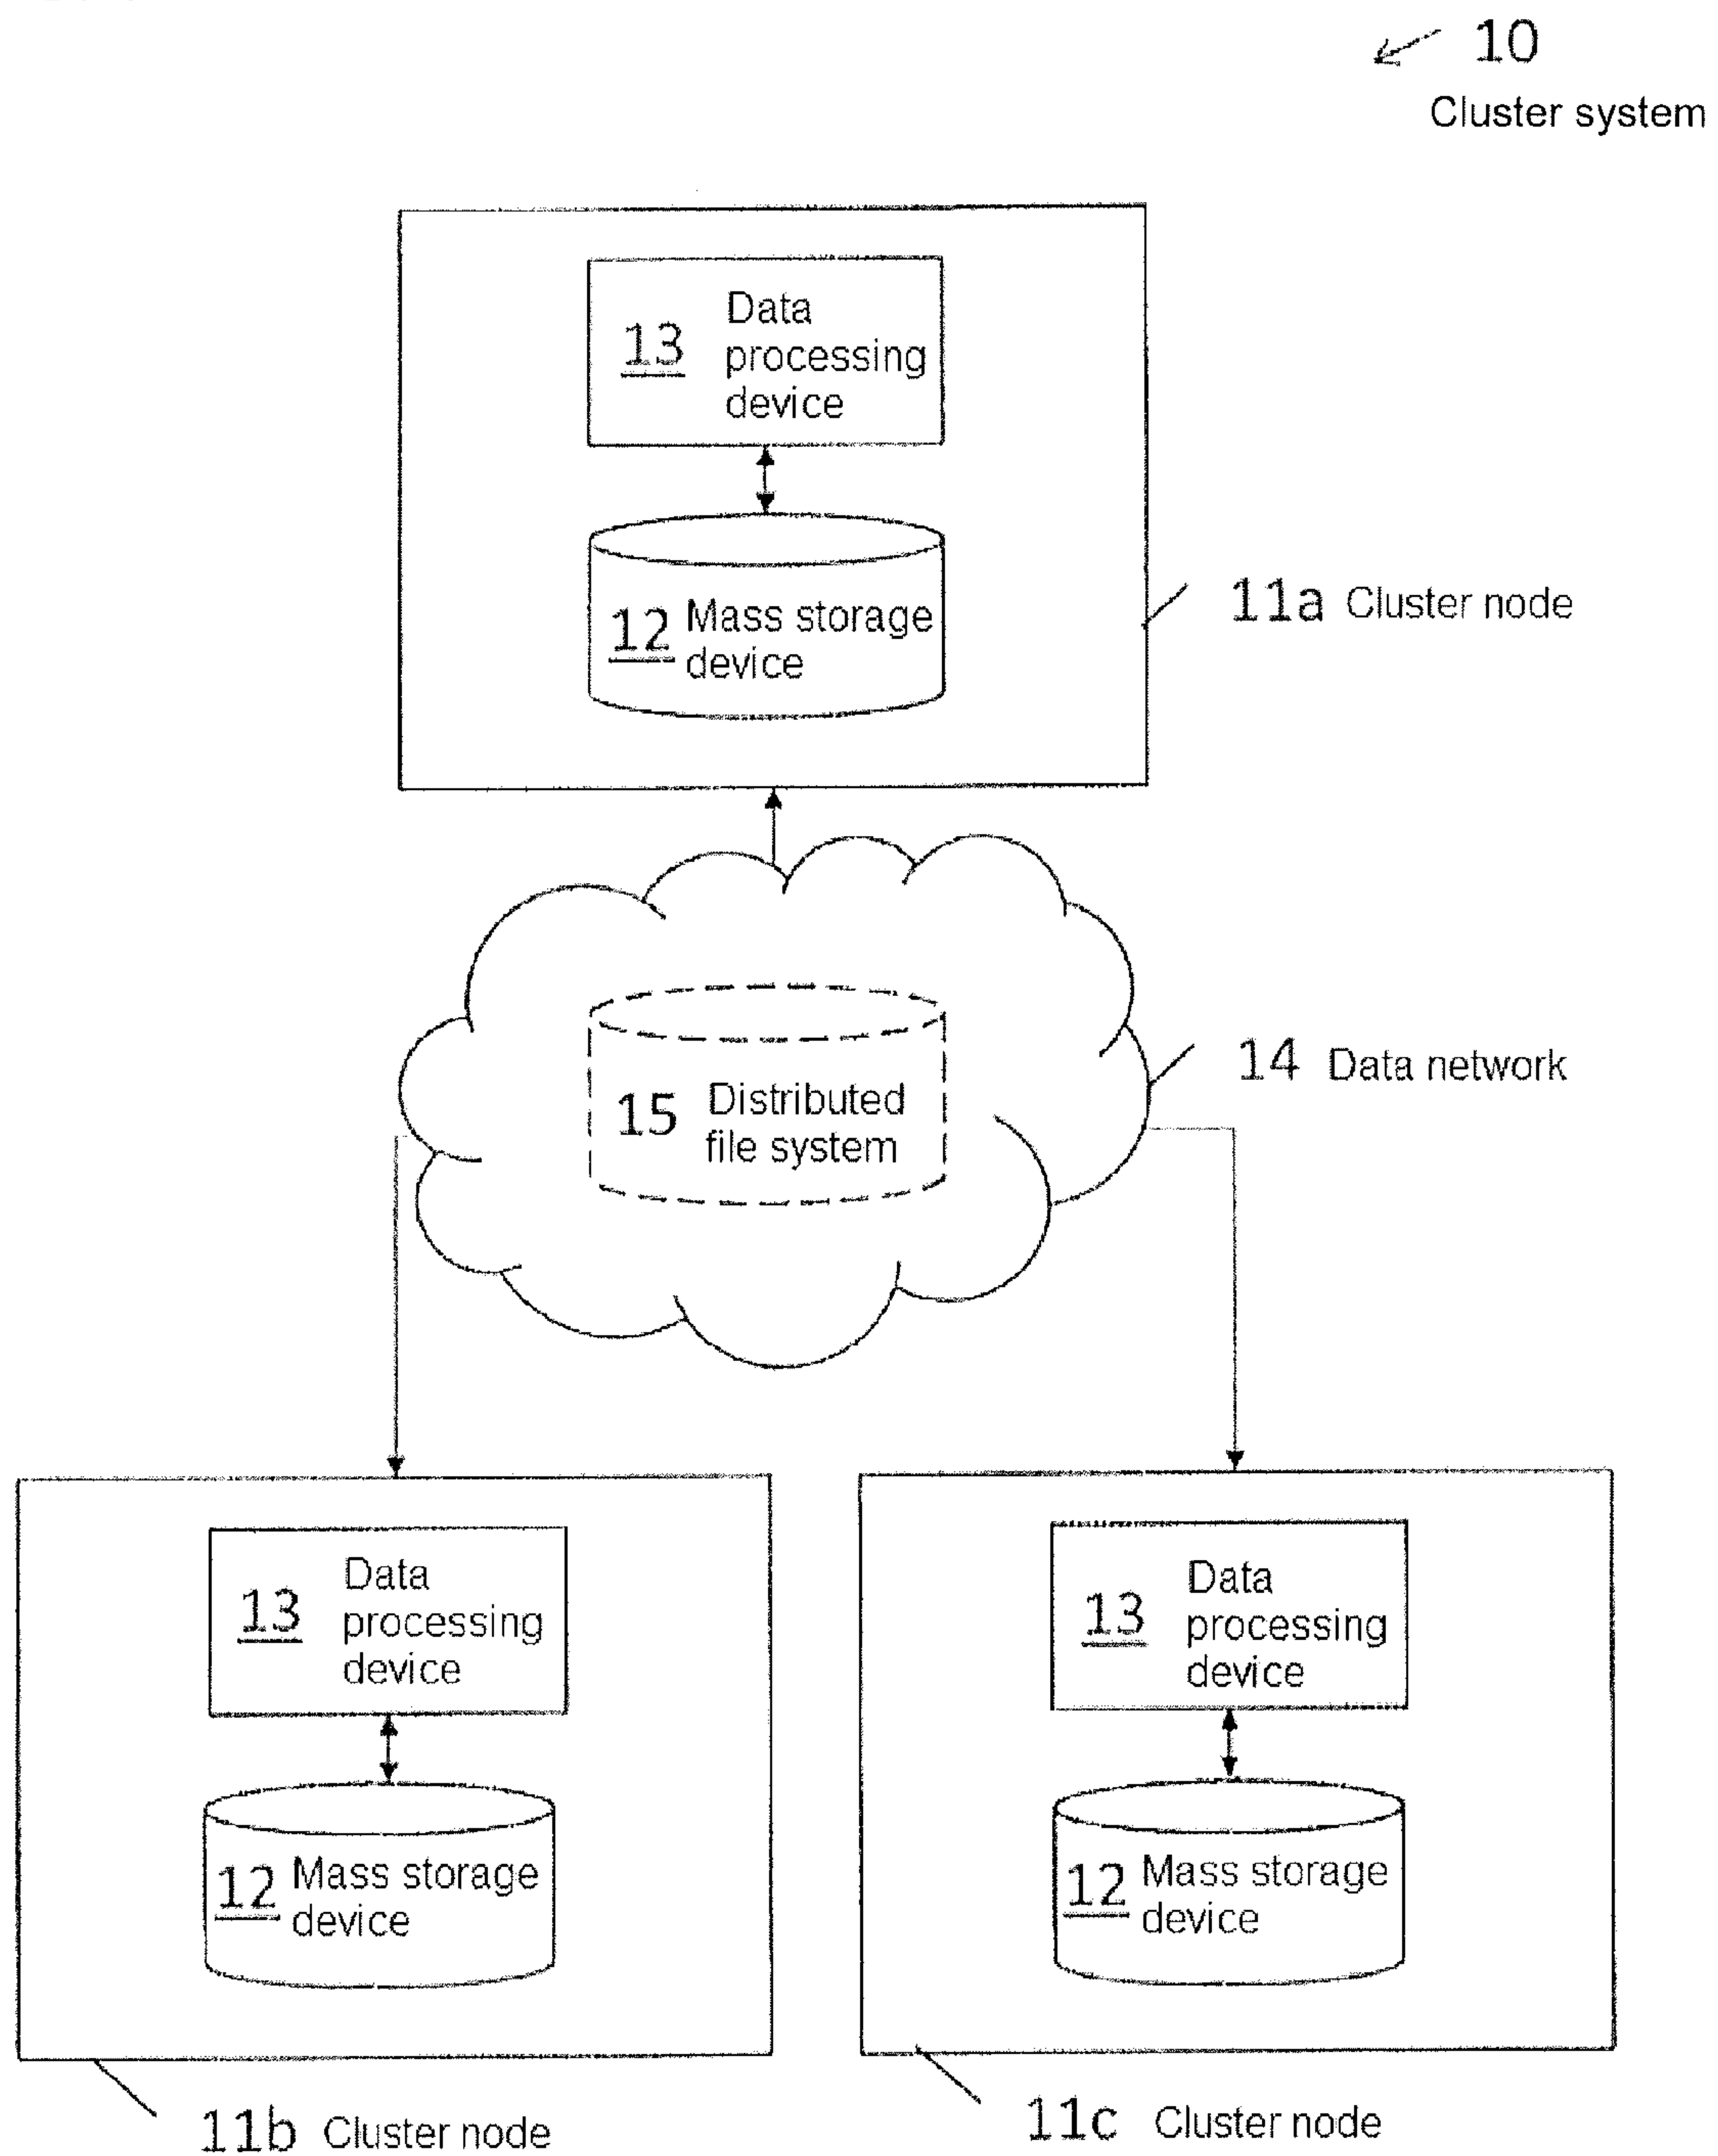 10
Cluster system
13 Data
processing
device
12 Mass storage
device
11a Cluster node
14 Data network
15 Distributed
file system
13 Data
processing
device
12 Mass storage
device
11b Cluster node
13 Data
processing
device
12 Mass storage
device
11c Cluster node